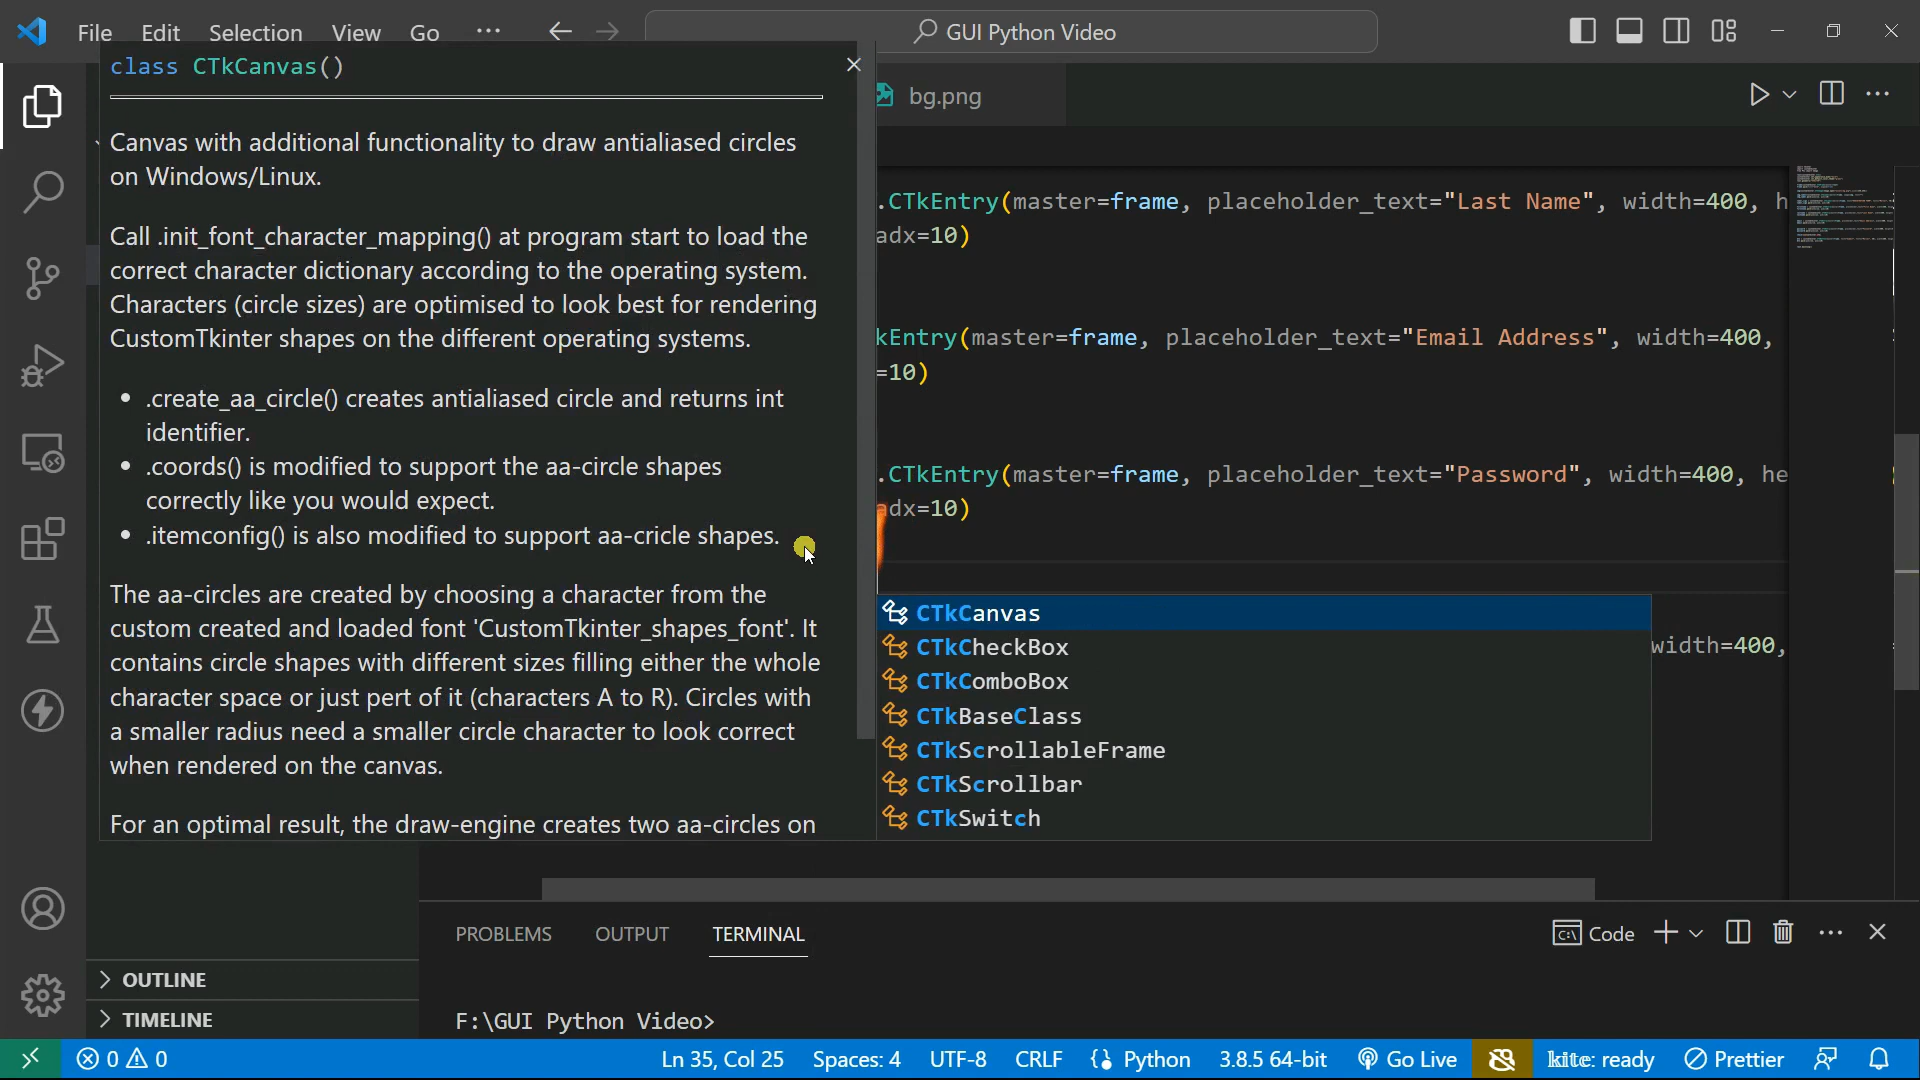 File Edit Selection View Go ···
GUI Python Video
class CTkCanvas()
bg.png
Canvas with additional functionality to draw antialiased circles
on Windows/Linux.
Call .init_font_character_mapping() at program start to load the
correct character dictionary according to the operating system.
Characters (circle sizes) are optimised to look best for rendering
CustomTkinter shapes on the different operating systems.
• .create_aa_circle() creates antialiased circle and returns int
identifier.
• .coords() is modified to support the aa-circle shapes
correctly like you would expect.
• .itemconfig() is also modified to support aa-cricle shapes.
The aa-circles are created by choosing a character from the
custom created and loaded font 'CustomTkinter_shapes_font'. It
contains circle shapes with different sizes filling either the whole
character space or just pert of it (characters A to R). Circles with
a smaller radius need a smaller circle character to look correct
when rendered on the canvas.
For an optimal result, the draw-engine creates two aa-circles on
.CTkEntry(master=frame, placeholder_text="Last Name", width=400, h
adx=10)
kEntry(master=frame, placeholder_text="Email Address", width=400,
=10)
.CTkEntry(master=frame, placeholder_text="Password", width=400, he
adx=10)
CTkCanvas
CTkCheckBox
CTkComboBox
CTkBaseClass
CTkScrollableFrame
CTkScrollbar
CTkSwitch
width=400,
PROBLEMS OUTPUT TERMINAL
Code
F:\GUI Python Video>
OUTLINE
TIMELINE
0 0 Ln 35, Col 25 Spaces: 4 UTF-8 CRLF {} Python 3.8.5 64-bit Go Live kite: ready Prettier